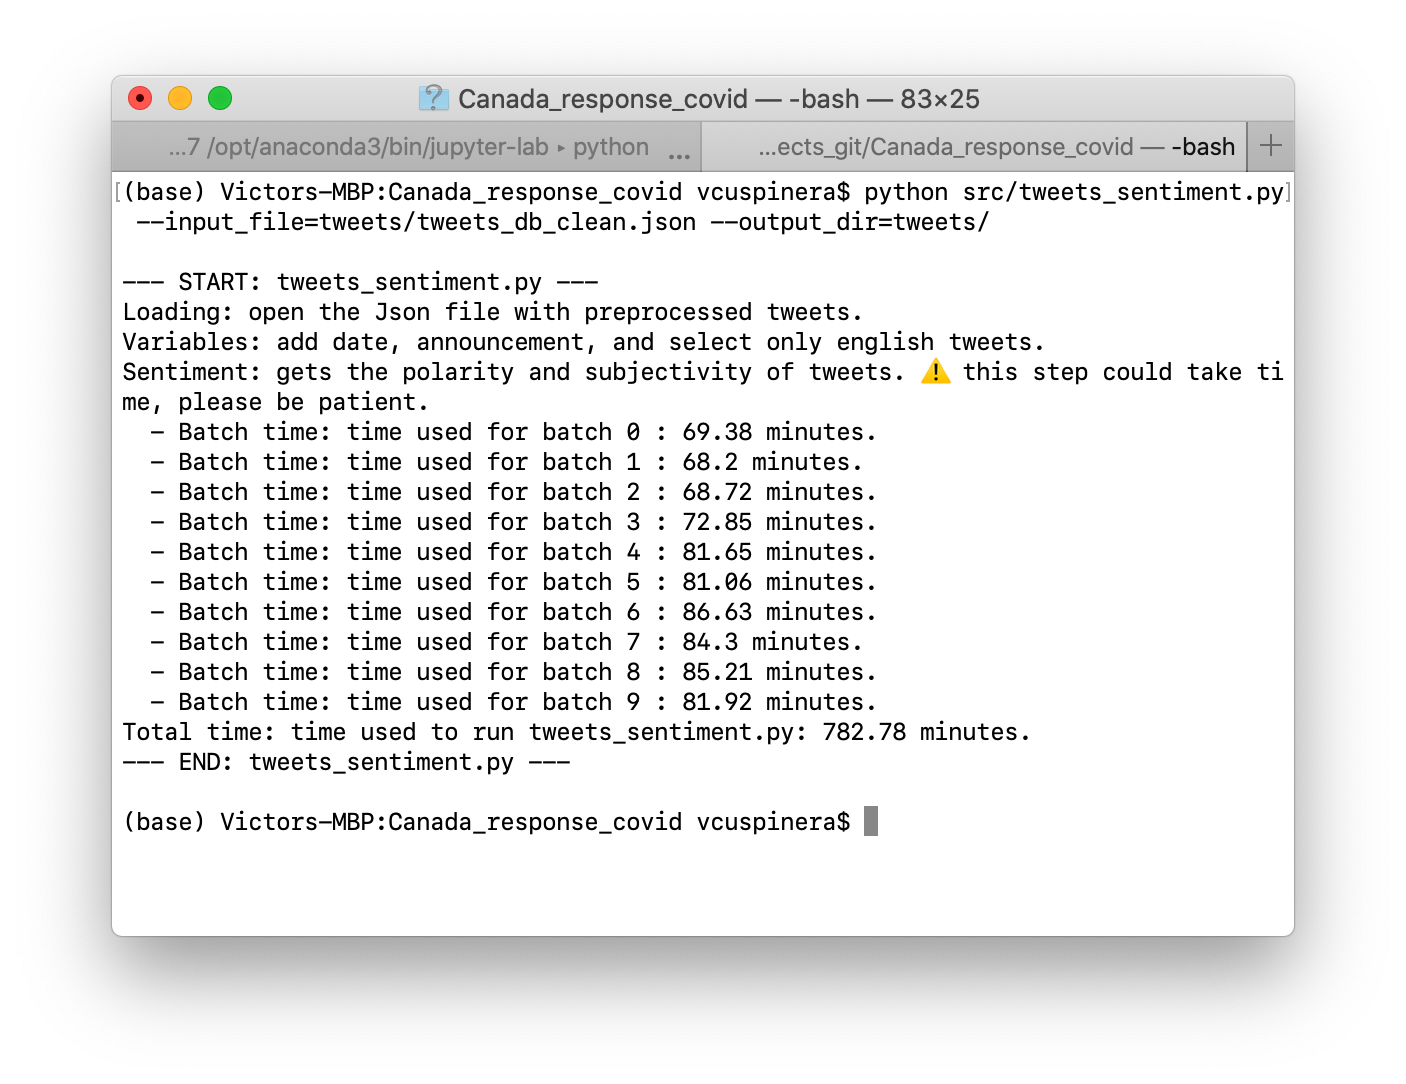 Canada_response_covid — -bash — 83×25
...7 /opt/anaconda3/bin/jupyter-lab ▸ python ...
...ects_git/Canada_response_covid — -bash
(base) Victors-MBP:Canada_response_covid vcuspinera$ python src/tweets_sentiment.py
--input_file=tweets/tweets_db_clean.json --output_dir=tweets/
--- START: tweets_sentiment.py ---
Loading: open the Json file with preprocessed tweets.
Variables: add date, announcement, and select only english tweets.
Sentiment: gets the polarity and subjectivity of tweets. ⚠️ this step could take ti
me, please be patient.
- Batch time: time used for batch 0 : 69.38 minutes.
- Batch time: time used for batch 1 : 68.2 minutes.
- Batch time: time used for batch 2 : 68.72 minutes.
- Batch time: time used for batch 3 : 72.85 minutes.
- Batch time: time used for batch 4 : 81.65 minutes.
- Batch time: time used for batch 5 : 81.06 minutes.
- Batch time: time used for batch 6 : 86.63 minutes.
- Batch time: time used for batch 7 : 84.3 minutes.
- Batch time: time used for batch 8 : 85.21 minutes.
- Batch time: time used for batch 9 : 81.92 minutes.
Total time: time used to run tweets_sentiment.py: 782.78 minutes.
--- END: tweets_sentiment.py ---
(base) Victors-MBP:Canada_response_covid vcuspinera$